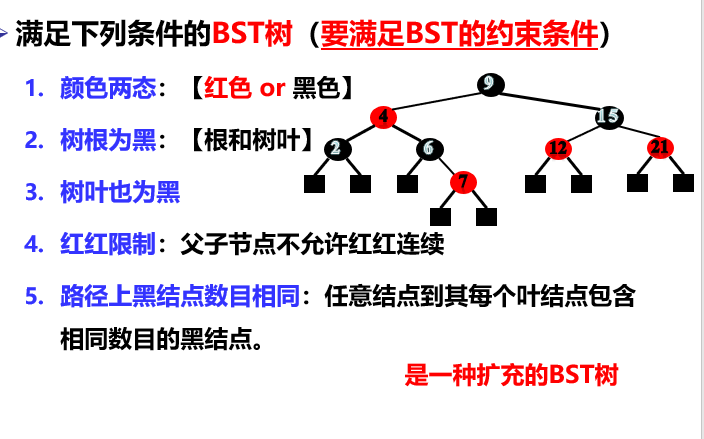 满足下列条件的BST树（要满足BST的约束条件）
1. 颜色两态：【红色 or 黑色】
2. 树根为黑：【根和树叶】
3. 树叶也为黑
4. 红红限制：父子节点不允许红红连续
5. 路径上黑结点数目相同：任意结点到其每个叶结点包含
相同数目的黑结点。
是一种扩充的BST树
9
4
15
2
6
12
21
7